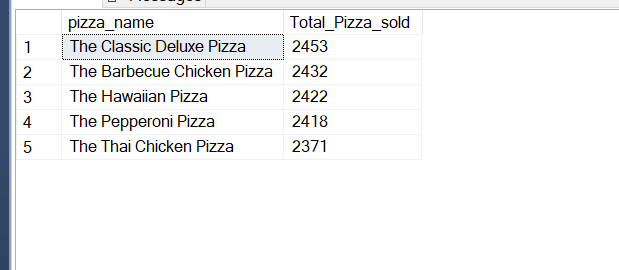 Messages
pizza_name Total_Pizza_sold
1 The Classic Deluxe Pizza 2453
2 The Barbecue Chicken Pizza 2432
3 The Hawaiian Pizza 2422
4 The Pepperoni Pizza 2418
5 The Thai Chicken Pizza 2371